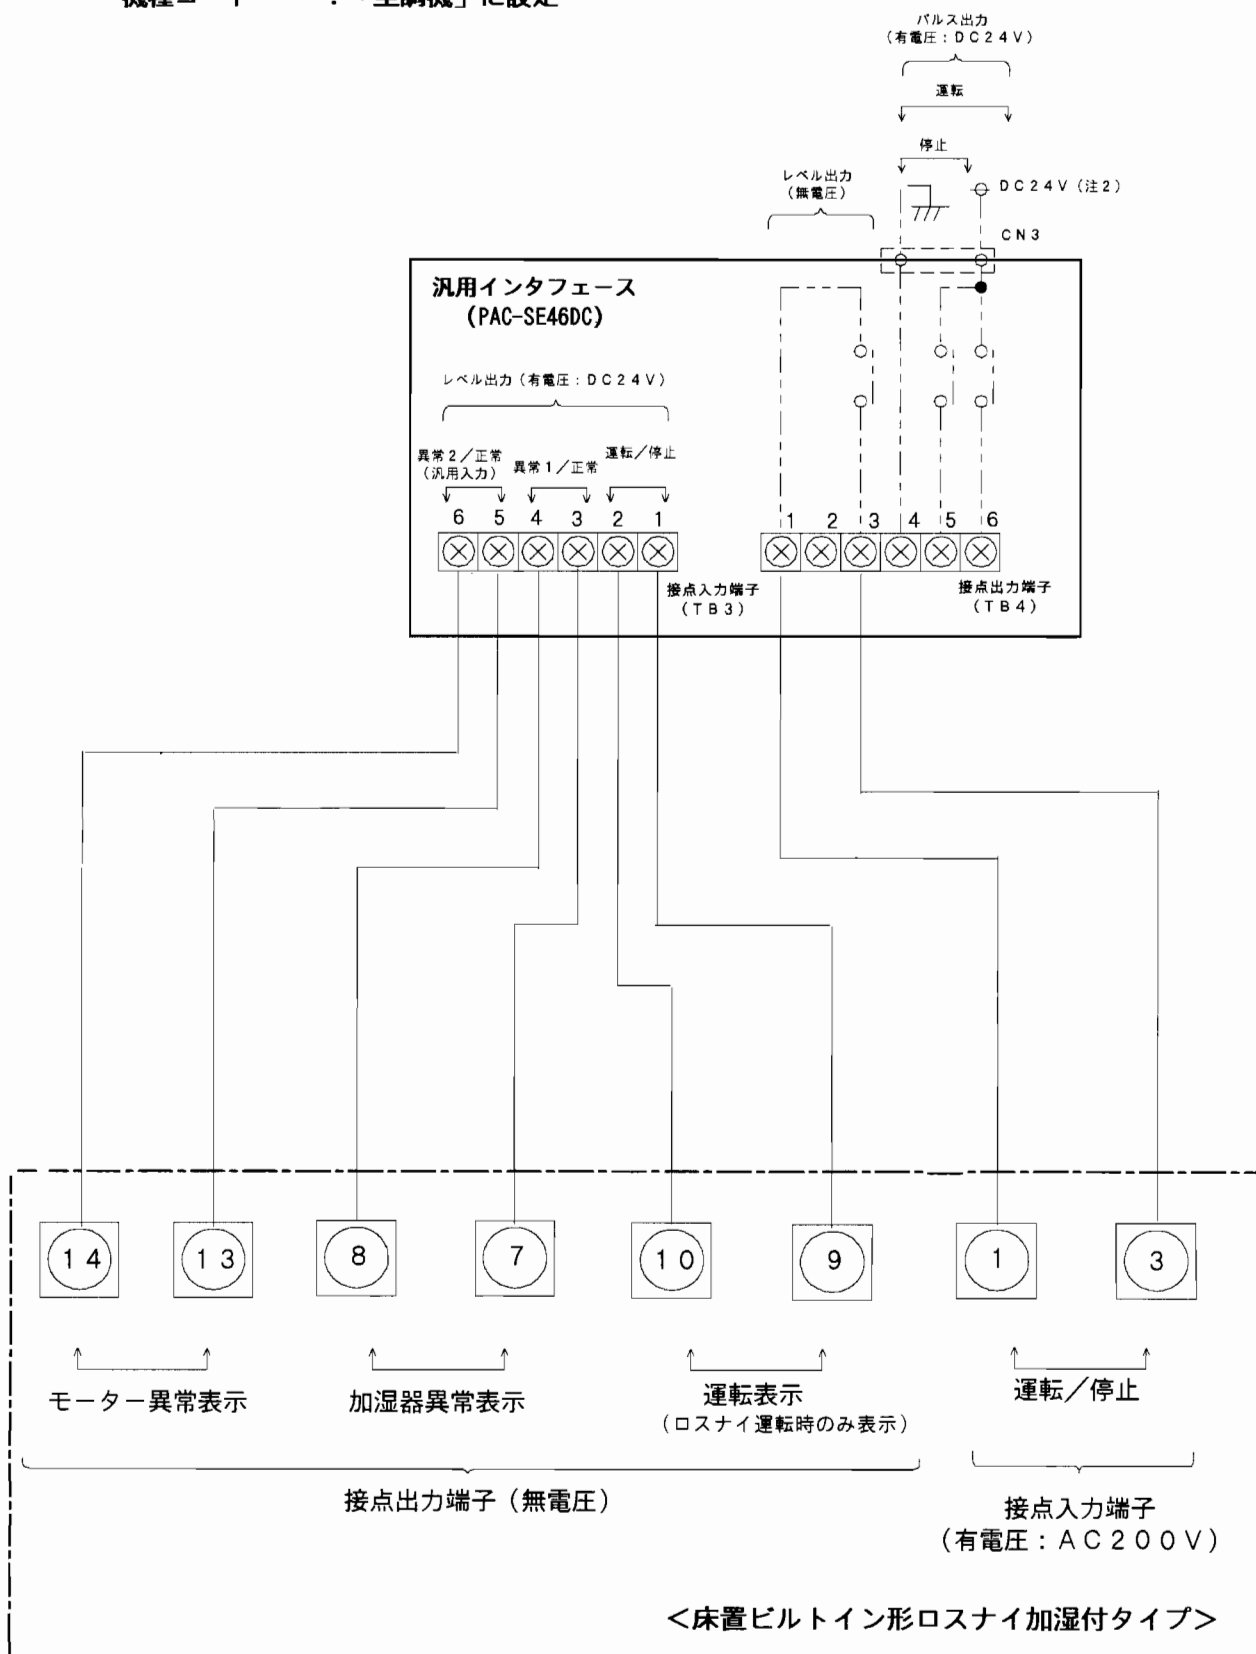 に設定
パルス出力
(有電圧：ＤＣ２４Ｖ)
運転
停止
レベル出力
(無電圧)
ＤＣ２４Ｖ（注２）
ＣＮ３
汎用インタフェース
(PAC-SE46DC)
レベル出力（有電圧：ＤＣ２４Ｖ）
異常２／正常
(汎用入力)
異常１／正常
運転／停止
6 5 4 3 2 1
1 2 3 4 5 6
接点入力端子
(ＴＢ３)
接点出力端子
(ＴＢ４)
１４
１３
８
７
１０
９
１
３
モーター異常表示
加湿器異常表示
運転表示
(ロスナイ運転時のみ表示)
運転／停止
接点出力端子（無電圧）
接点入力端子
(有電圧：ＡＣ２００Ｖ)
＜床置ビルトイン形ロスナイ加湿付タイプ＞